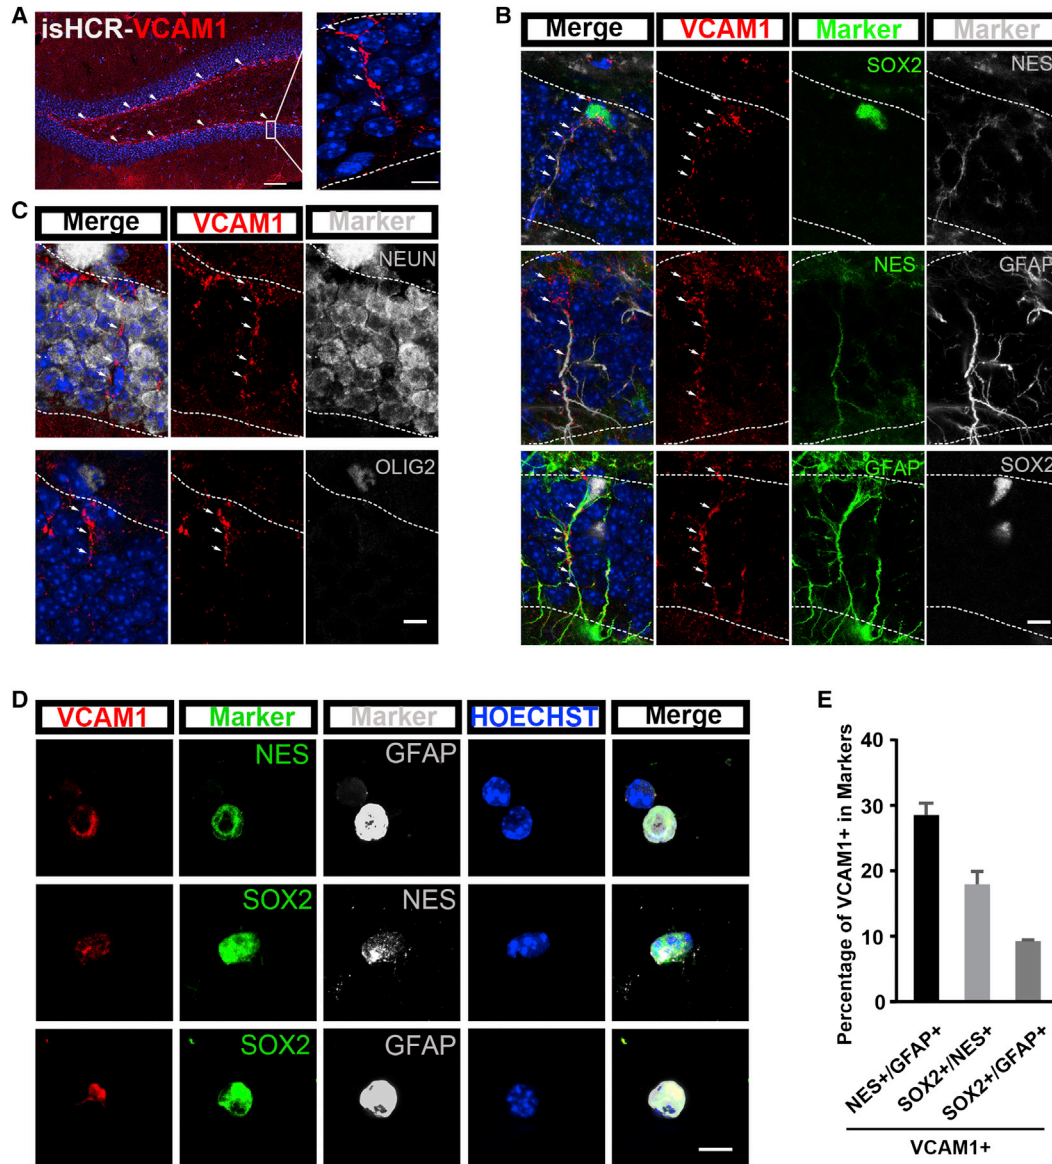 A
isHCR-VCAM1
B
Merge
VCAM1
Marker
Marker
SOX2
NES
NES
GFAP
GFAP
SOX2
C
Merge
VCAM1
Marker
NEUN
OLIG2
D
VCAM1
Marker
Marker
HOECHST
Merge
NES
GFAP
SOX2
NES
SOX2
GFAP
E
Percentage of VCAM1+ in Markers
40
30
20
10
0
NES+/GFAP+
SOX2+/NES+
SOX2+/GFAP+
VCAM1+